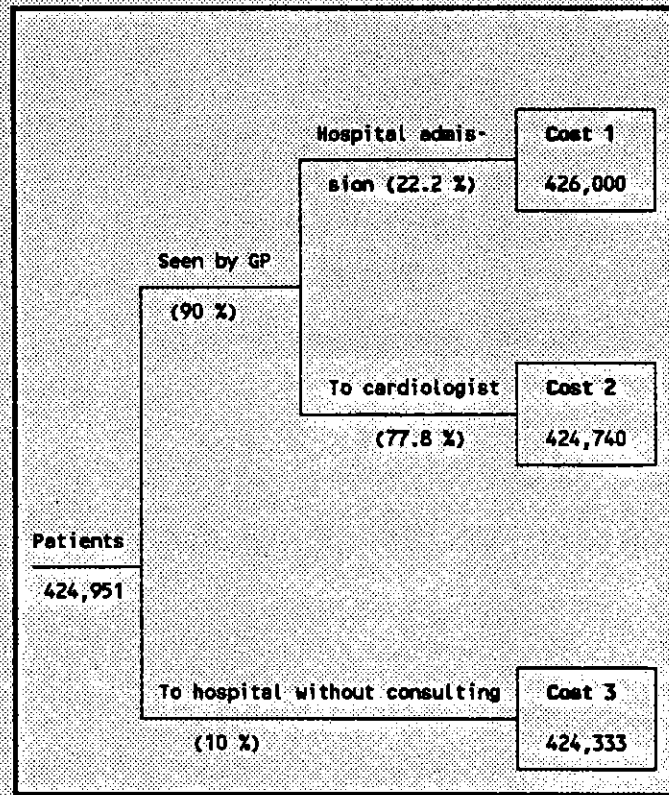 Hospital admis-
sion (22.2 %)
Cost 1
426,000
Seen by GP
(90 %)
To cardiologist
(77.8 %)
Cost 2
424,740
Patients
424,951
To hospital without consulting
(10 %)
Cost 3
424,333